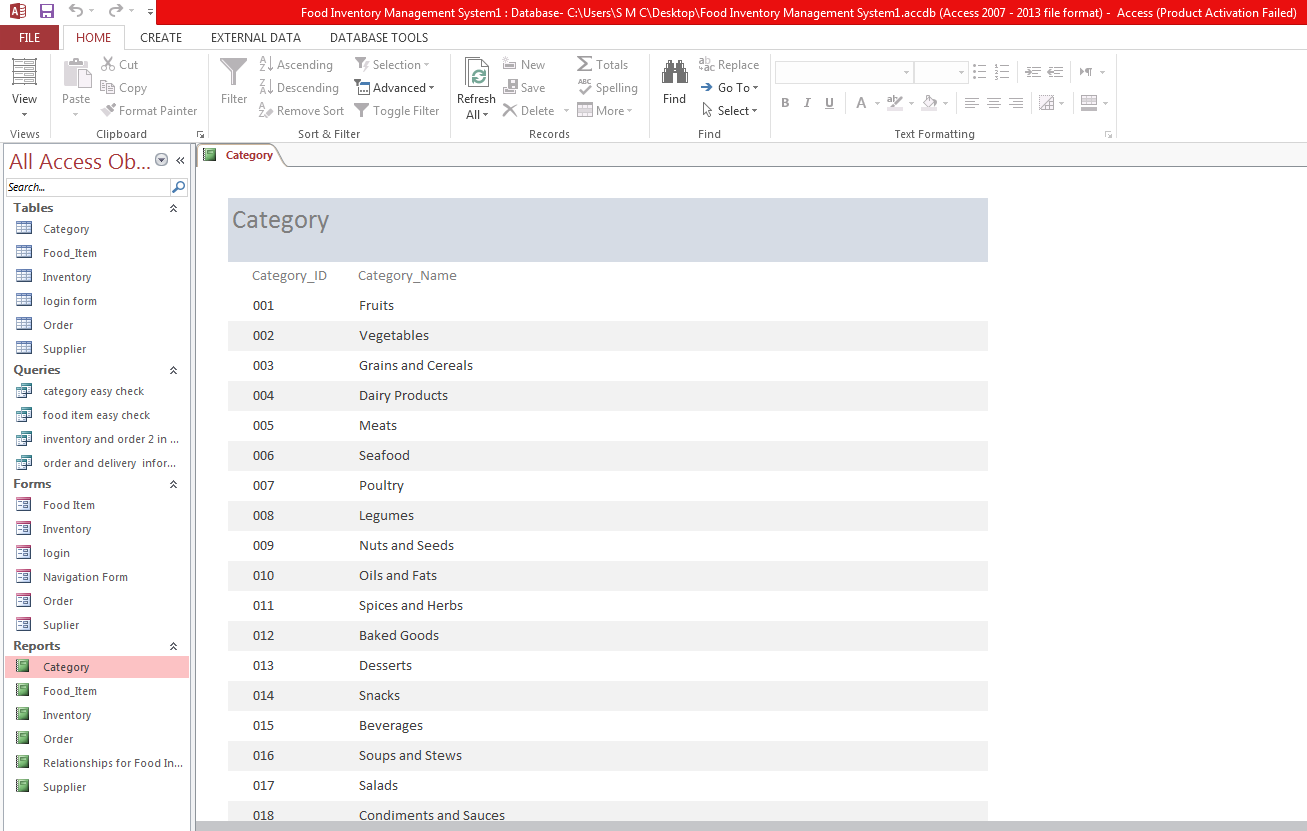 Food Inventory Management System1 : Database- C:\Users\S M C\Desktop\Food Inventory Management System1.accdb (Access 2007 - 2013 file format) -   Access (Product Activation Failed)
FILE HOME CREATE EXTERNAL DATA DATABASE TOOLS
View
Views
Paste
Cut
Copy
Format Painter
Clipboard
Filter
Ascending
Descending
Remove Sort
Selection
Advanced
Toggle Filter
Sort & Filter
Refresh
All
New
Save
Delete
Totals
Spelling
More
Records
Find
Replace
Go To
Select
Find
B I U A
Text Formatting
All Access Ob...
Search...
Tables
Category
Food_Item
Inventory
login form
Order
Supplier
Queries
category easy check
food item easy check
inventory and order 2 in ...
order and delivery  infor...
Forms
Food Item
Inventory
login
Navigation Form
Order
Suplier
Reports
Category
Food_Item
Inventory
Order
Relationships for Food In...
Supplier
Category
Category
Category_ID Category_Name
001 Fruits
002 Vegetables
003 Grains and Cereals
004 Dairy Products
005 Meats
006 Seafood
007 Poultry
008 Legumes
009 Nuts and Seeds
010 Oils and Fats
011 Spices and Herbs
012 Baked Goods
013 Desserts
014 Snacks
015 Beverages
016 Soups and Stews
017 Salads
018 Condiments and Sauces